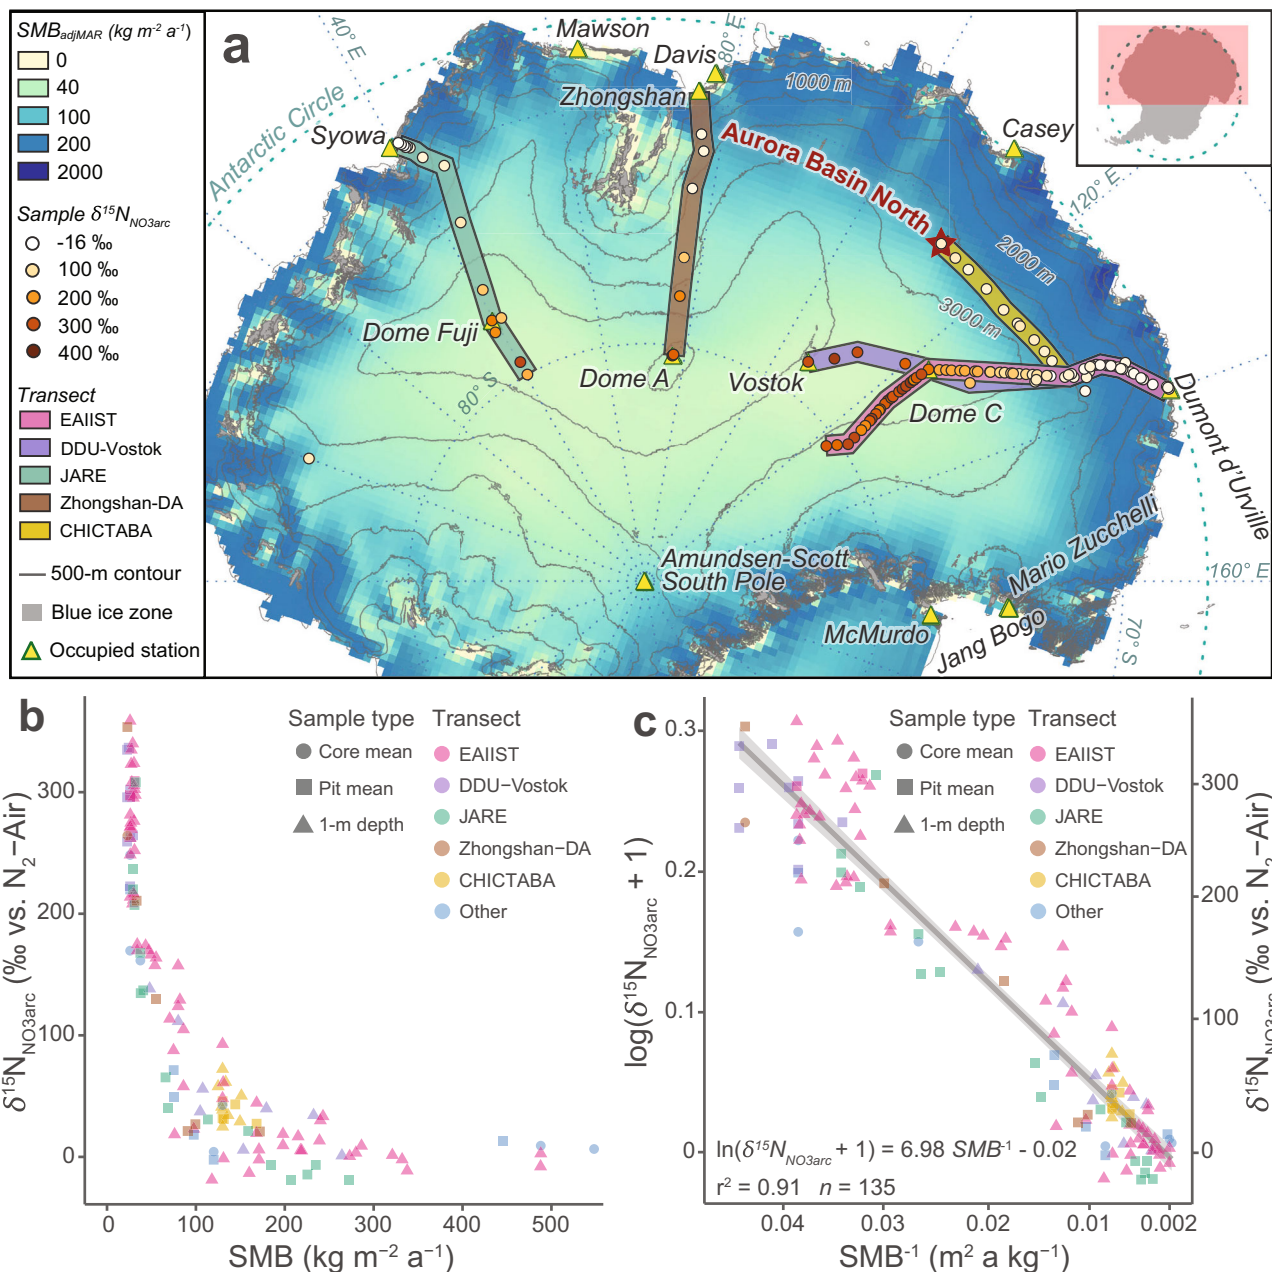 SMB_adjMAR (kg m⁻² a⁻¹)
0
40
100
200
2000
Sample δ¹⁵N_NO3arc
-16 ‰
100 ‰
200 ‰
300 ‰
400 ‰
Transect
EAIIST
DDU-Vostok
JARE
Zhongshan-DA
CHICTABA
500-m contour
Blue ice zone
Occupied station
a
40° E
Mawson
Davis
80° E
1000 m
Zhongshan
Antarctic Circle
Syowa
Casey
Aurora Basin North
120° E
2000 m
3000 m
Dome Fuji
Dome A
Vostok
80° S
Dome C
Dumont d'Urville
Amundsen-Scott
South Pole
Mario Zucchelli
160° E
McMurdo
Jang Bogo
70° S
b
Sample type
Core mean
Pit mean
1-m depth
Transect
EAIIST
DDU−Vostok
JARE
Zhongshan−DA
CHICTABA
Other
δ¹⁵N_NO3arc (‰ vs. N₂−Air)
300
200
100
0
0
100
200
300
400
500
SMB (kg m⁻² a⁻¹)
c
Sample type
Core mean
Pit mean
1-m depth
Transect
EAIIST
DDU−Vostok
JARE
Zhongshan−DA
CHICTABA
Other
log(δ¹⁵N_NO3arc + 1)
0.3
0.2
0.1
0
ln(δ¹⁵N_NO3arc + 1) = 6.98 SMB⁻¹ - 0.02
r² = 0.91 n = 135
0.04
0.03
0.02
0.01
0.002
SMB⁻¹ (m² a kg⁻¹)
300
200
100
0
δ¹⁵N_NO3arc (‰ vs. N₂−Air)